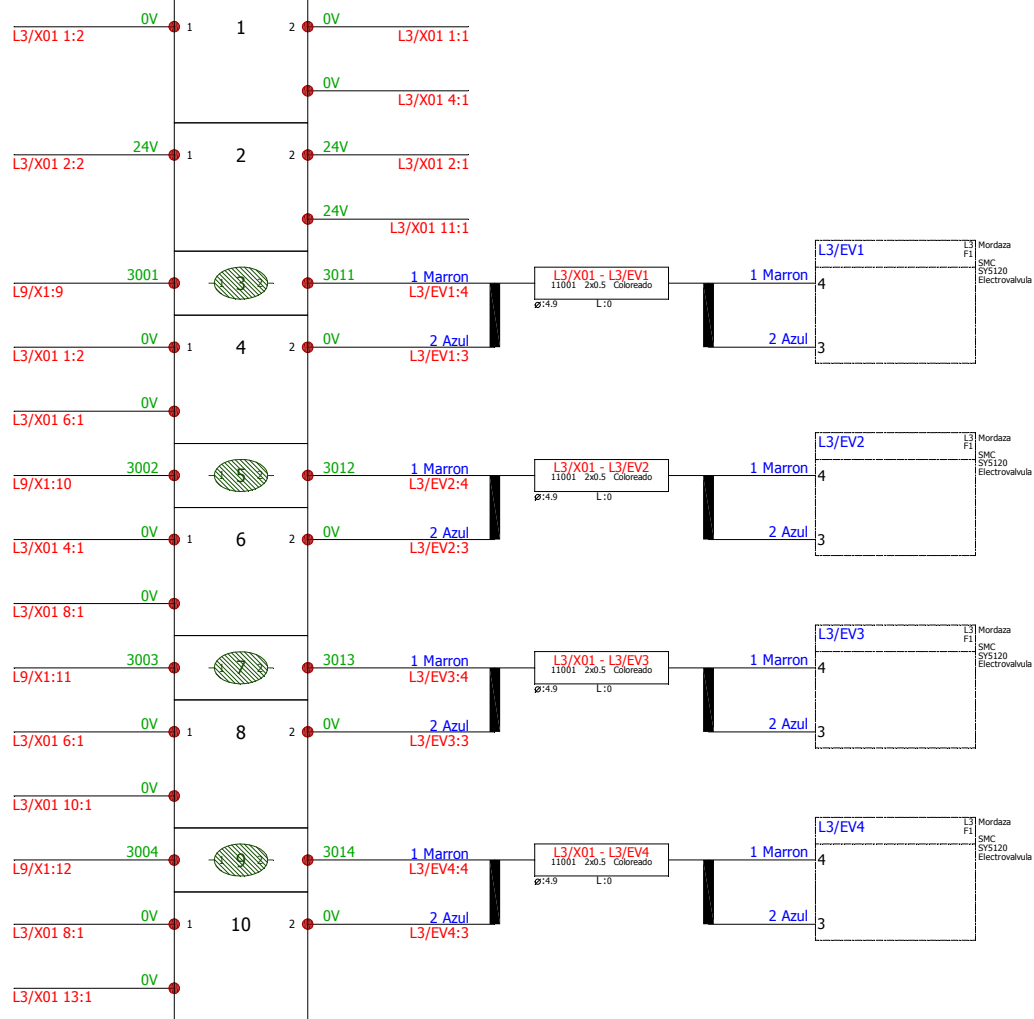 0V 1 1 2 0V
L3/X01 1:2 L3/X01 1:1
0V
L3/X01 4:1
24V 1 2 2 24V
L3/X01 2:2 L3/X01 2:1
24V
L3/X01 11:1
3001 1 3 2 3011 1 Marron
L9/X1:9 L3/EV1:4
L3/X01 - L3/EV1
11001 2x0.5 Coloreado
ø:4.9 L:0
1 Marron 4
L3/EV1
L3 Mordaza
F1
SMC
SY5120
Electrovalvula
0V 1 4 2 0V 2 Azul
L3/X01 1:2 L3/EV1:3
2 Azul 3
0V
L3/X01 6:1
3002 1 5 2 3012 1 Marron
L9/X1:10 L3/EV2:4
L3/X01 - L3/EV2
11001 2x0.5 Coloreado
ø:4.9 L:0
1 Marron 4
L3/EV2
L3 Mordaza
F1
SMC
SY5120
Electrovalvula
0V 1 6 2 0V 2 Azul
L3/X01 4:1 L3/EV2:3
2 Azul 3
0V
L3/X01 8:1
3003 1 7 2 3013 1 Marron
L9/X1:11 L3/EV3:4
L3/X01 - L3/EV3
11001 2x0.5 Coloreado
ø:4.9 L:0
1 Marron 4
L3/EV3
L3 Mordaza
F1
SMC
SY5120
Electrovalvula
0V 1 8 2 0V 2 Azul
L3/X01 6:1 L3/EV3:3
2 Azul 3
0V
L3/X01 10:1
3004 1 9 2 3014 1 Marron
L9/X1:12 L3/EV4:4
L3/X01 - L3/EV4
11001 2x0.5 Coloreado
ø:4.9 L:0
1 Marron 4
L3/EV4
L3 Mordaza
F1
SMC
SY5120
Electrovalvula
0V 1 10 2 0V 2 Azul
L3/X01 8:1 L3/EV4:3
2 Azul 3
0V
L3/X01 13:1